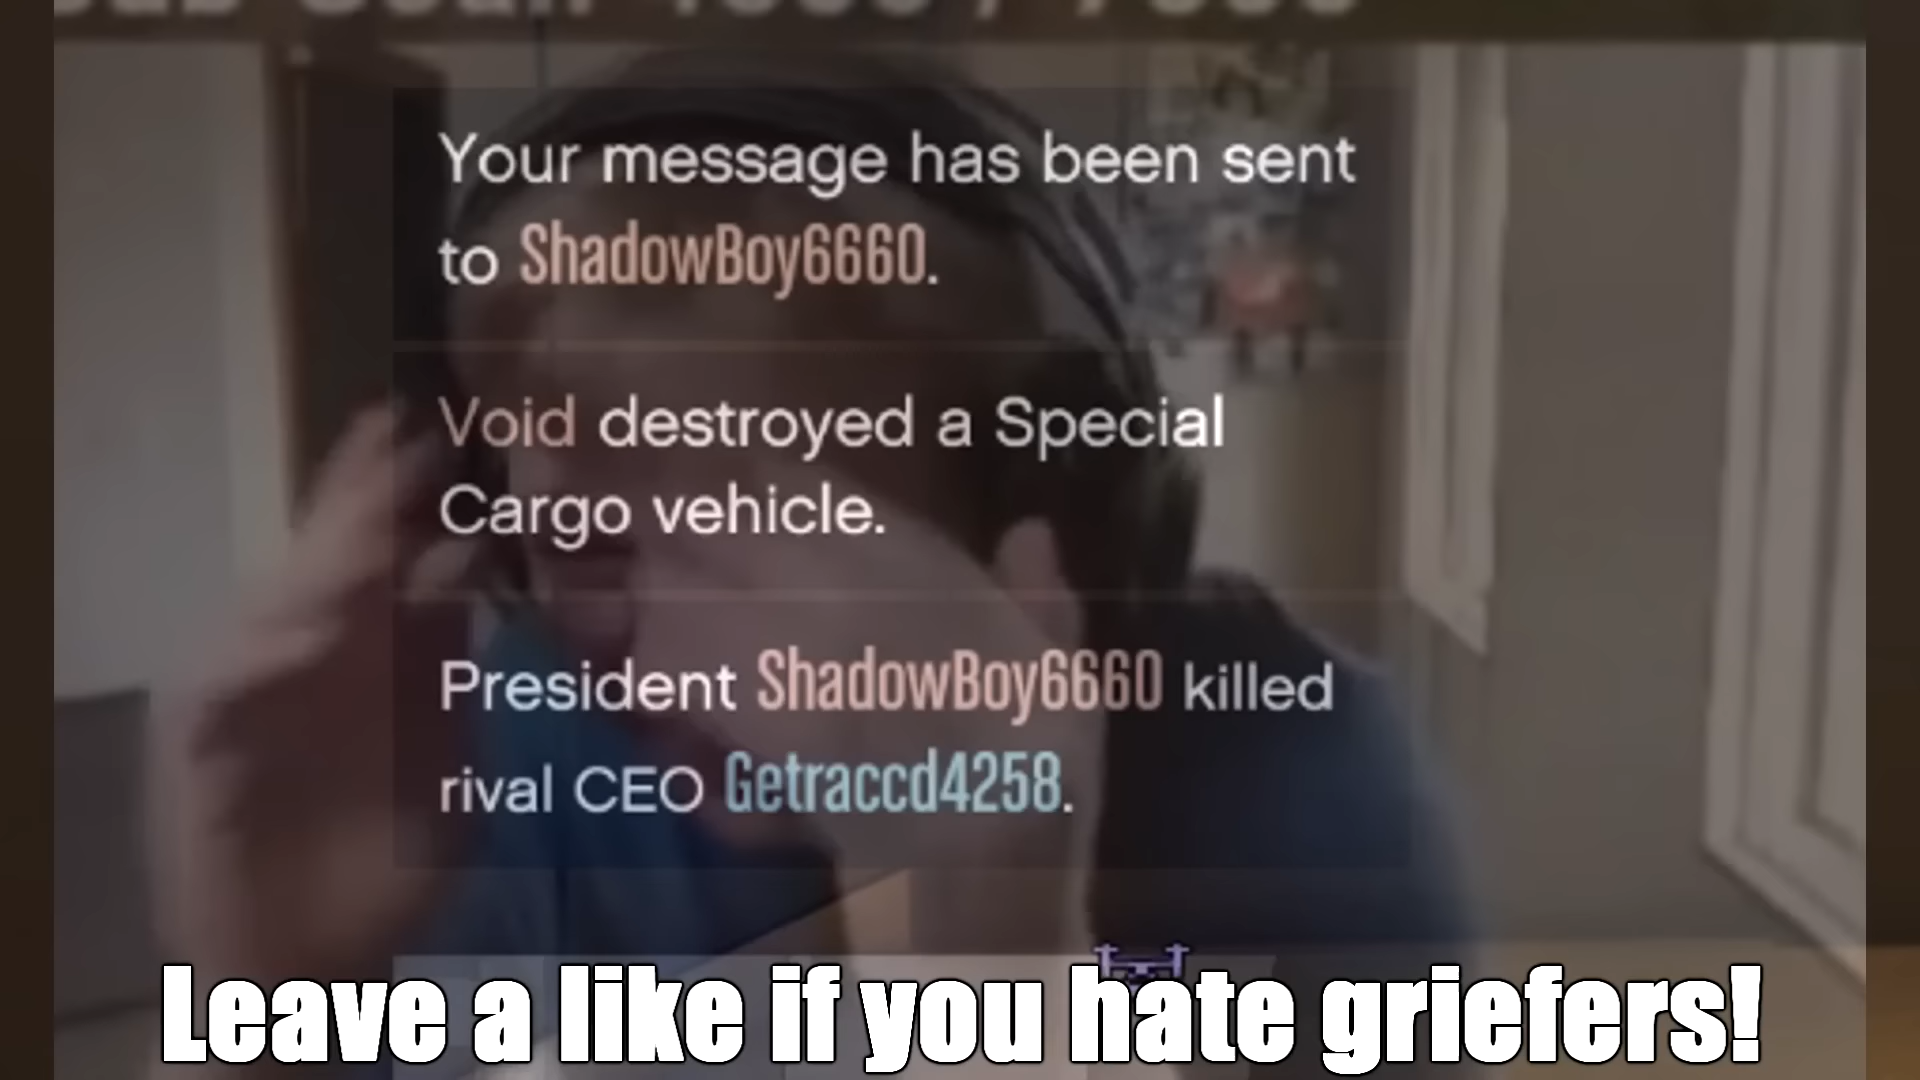 Your message has been sent
to ShadowBoy6660.
Void destroyed a Special
Cargo vehicle.
President ShadowBoy6660 killed
rival CEO Getraccd4258.
Leave a like if you hate griefers!